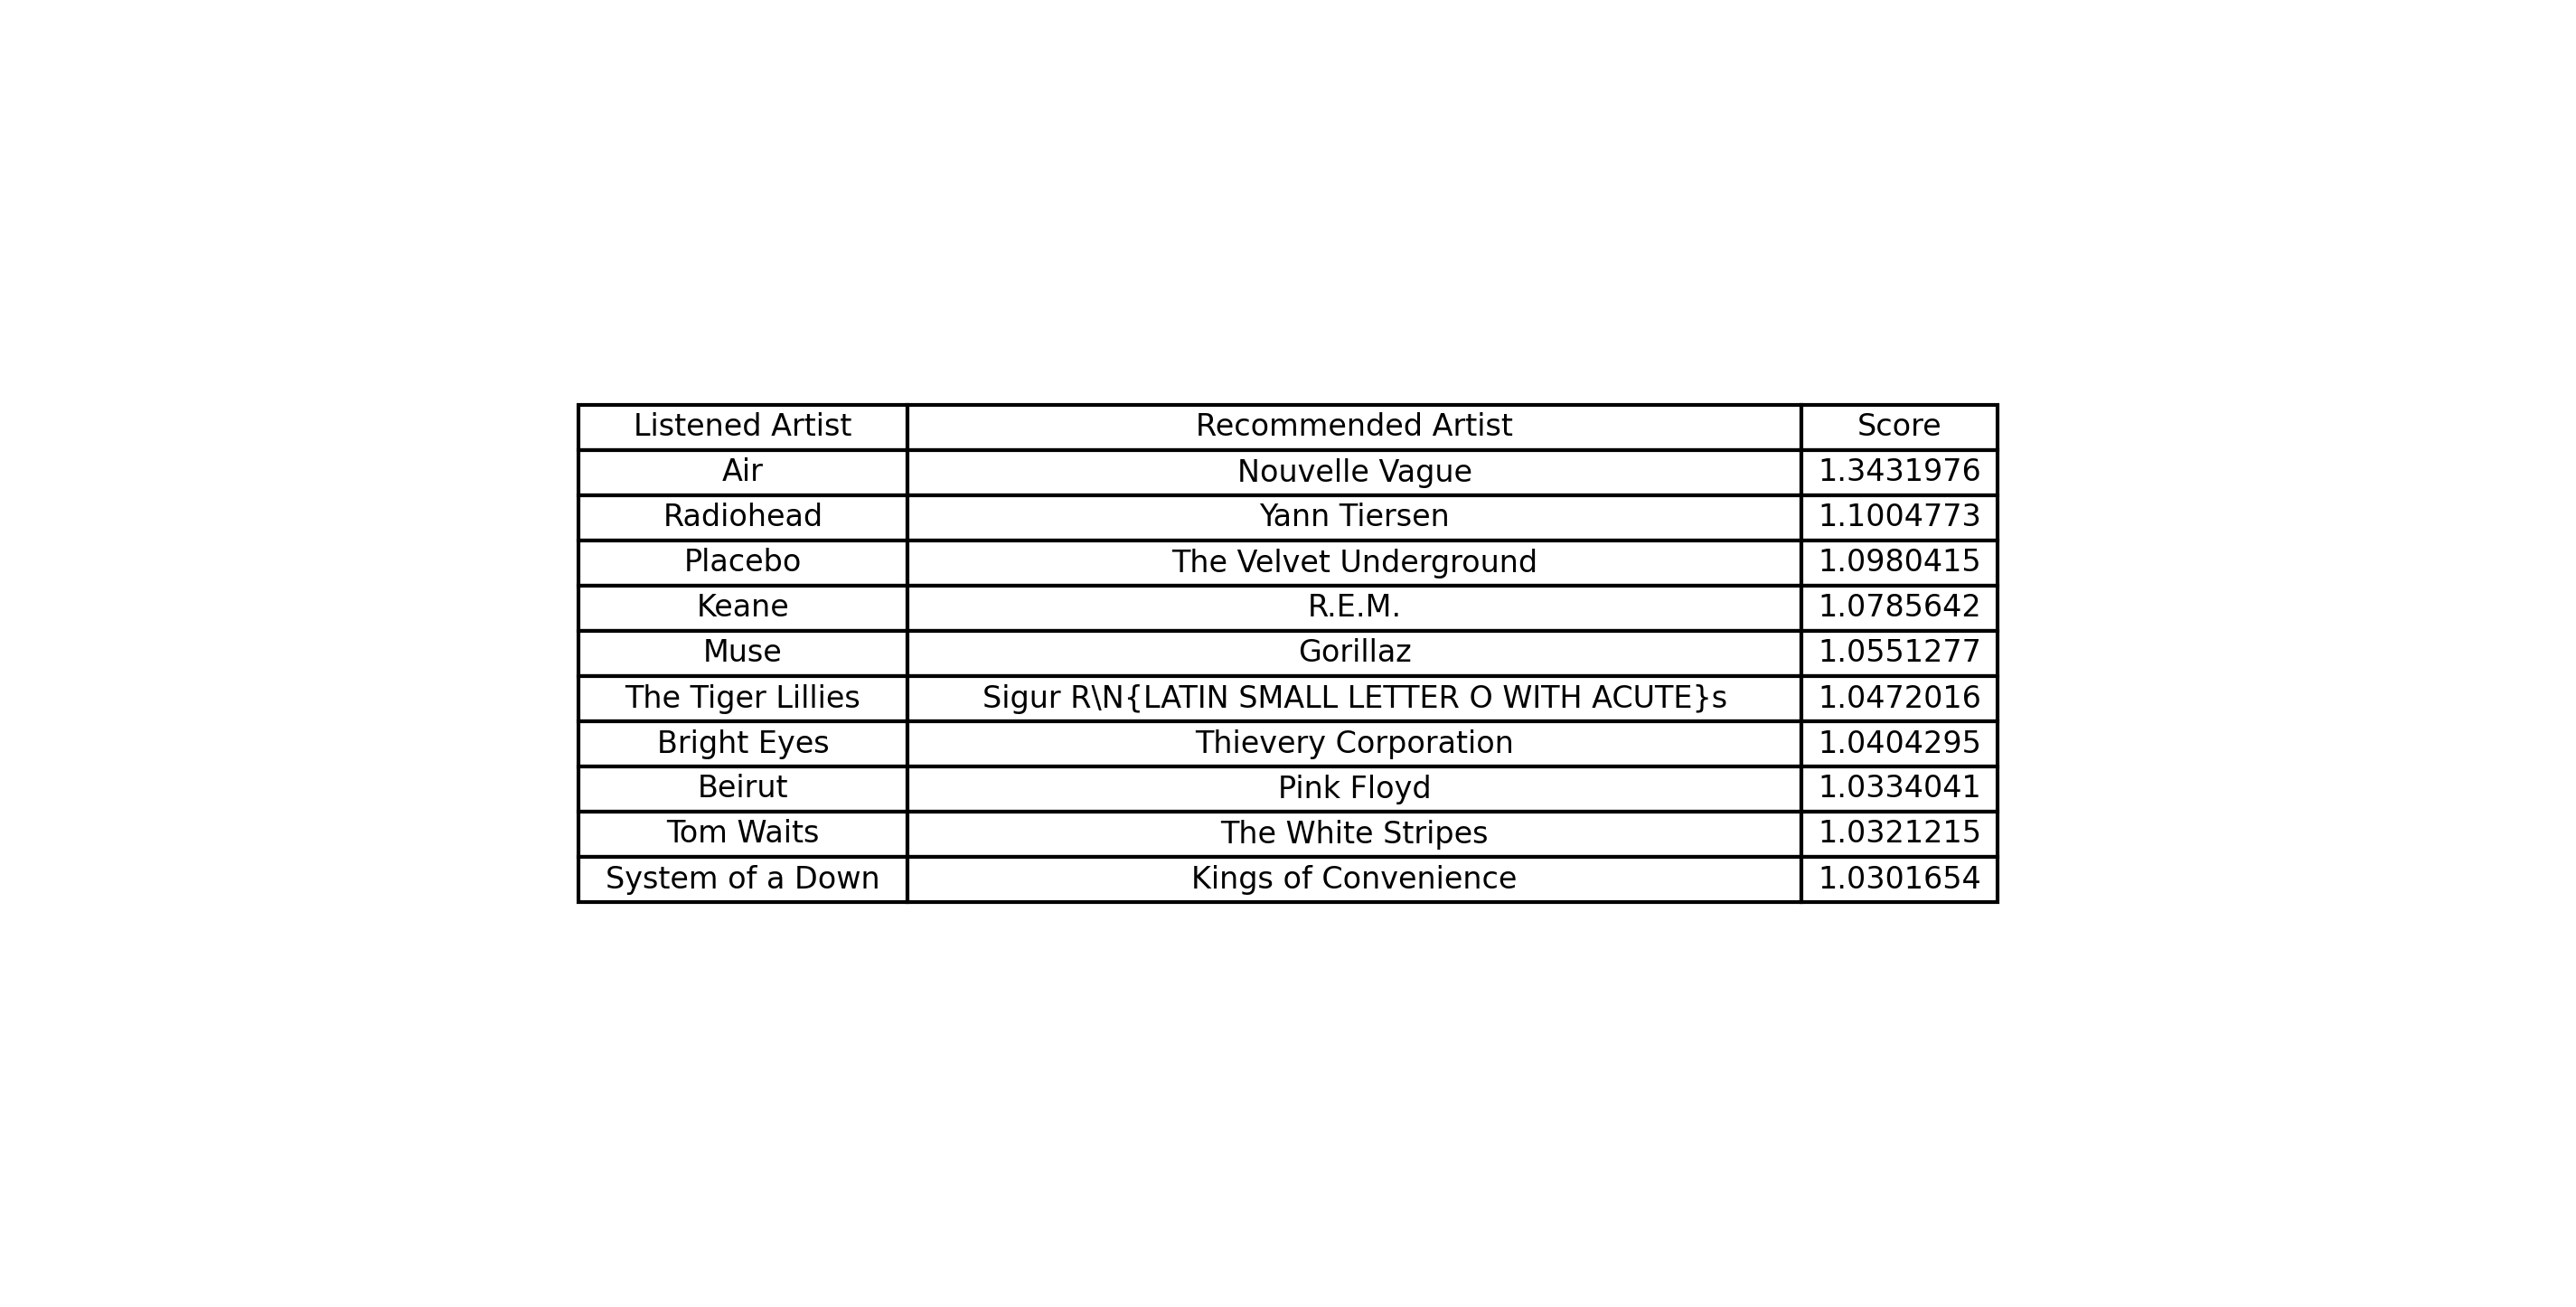 Listened Artist Recommended Artist Score
Air Nouvelle Vague 1.3431976
Radiohead Yann Tiersen 1.1004773
Placebo The Velvet Underground 1.0980415
Keane R.E.M. 1.0785642
Muse Gorillaz 1.0551277
The Tiger Lillies Sigur R\N{LATIN SMALL LETTER O WITH ACUTE}s 1.0472016
Bright Eyes Thievery Corporation 1.0404295
Beirut Pink Floyd 1.0334041
Tom Waits The White Stripes 1.0321215
System of a Down Kings of Convenience 1.0301654